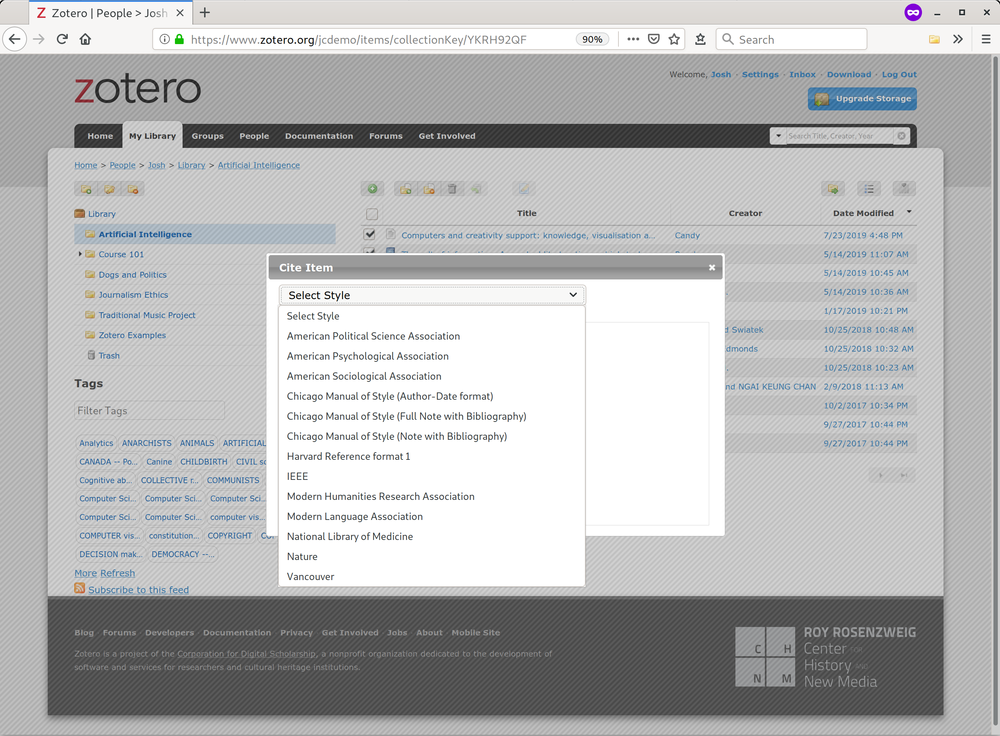 Zotero | People > Josh
https://www.zotero.org/jcdemo/items/collectionKey/YKRH92QF
90%
Search
zotero
Welcome, Josh · Settings · Inbox · Download · Log Out
Upgrade Storage
Home My Library Groups People Documentation Forums Get Involved
Search Title, Creator, Year
Home > People > Josh > Library > Artificial Intelligence
Library
Artificial Intelligence
Course 101
Dogs and Politics
Journalism Ethics
Traditional Music Project
Zotero Examples
Trash
Tags
Filter Tags
Analytics ANARCHISTS ANIMALS ARTIFICIAL
CANADA -- Po... Canine CHILDBIRTH CIVIL
Cognitive ab... COLLECTIVE r... COMMUNISTS
Computer Sci... Computer Sci... Computer Sci...
Computer Sci... Computer Sci... computer vis...
COMPUTER vis... constitution... COPYRIGHT
DECISION mak... DEMOCRACY --...
More Refresh
Subscribe to this feed
Title Creator Date Modified
Computers and creativity support: knowledge, visualisation a... Candy 7/23/2019 4:48 PM
5/14/2019 11:07 AM
5/14/2019 10:45 AM
5/14/2019 10:36 AM
1/17/2019 10:21 PM
Swiatek 10/25/2018 10:48 AM
10/25/2018 10:32 AM
10/25/2018 10:23 AM
NGAI KEUNG CHAN 2/9/2018 11:13 AM
10/2/2017 10:34 PM
9/27/2017 10:44 PM
9/27/2017 10:44 PM
Cite Item
Select Style
Select Style
American Political Science Association
American Psychological Association
American Sociological Association
Chicago Manual of Style (Author-Date format)
Chicago Manual of Style (Full Note with Bibliography)
Chicago Manual of Style (Note with Bibliography)
Harvard Reference format 1
IEEE
Modern Humanities Research Association
Modern Language Association
National Library of Medicine
Nature
Vancouver
Blog · Forums · Developers · Documentation · Privacy · Get Involved · Jobs · About · Mobile Site
Zotero is a project of the Corporation for Digital Scholarship, a nonprofit organization dedicated to the development of
software and services for researchers and cultural heritage institutions.
C H
N M
ROY ROSENZWEIG
Center FOR
History AND
New Media